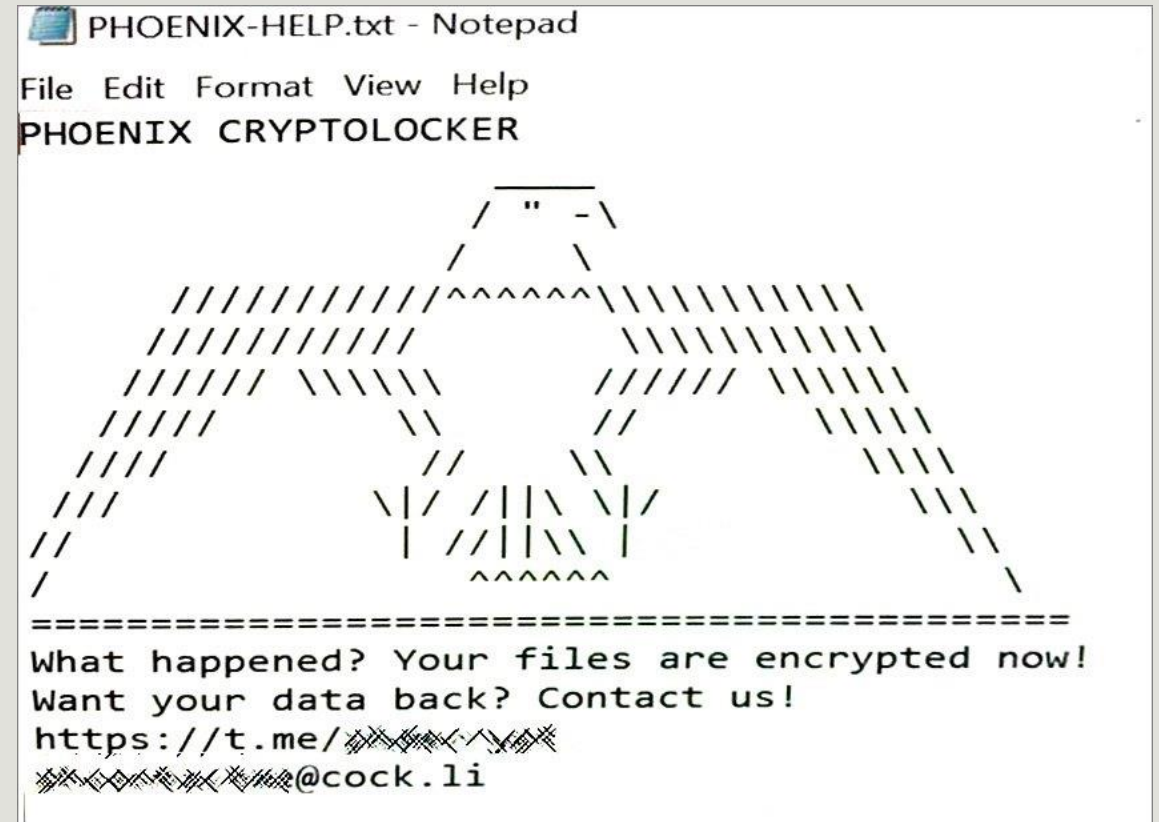 PHOENIX-HELP.txt - Notepad
File Edit Format View Help
PHOENIX CRYPTOLOCKER
What happened? Your files are encrypted now!
Want your data back? Contact us!
https://t.me/
@cock.li